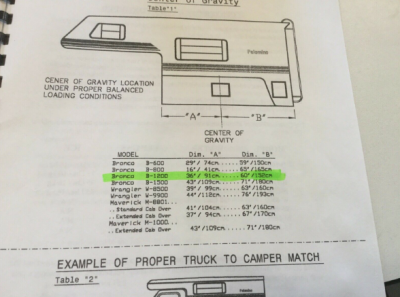 Center of Gravity
Table "1"
Palomino
CENER OF GRAVITY LOCATION
UNDER PROPER BALANCED
LOADING CONDITIONS
"A" "B"
CENTER OF
GRAVITY
MODEL Dim. "A" Dim. "B"
Bronco B-600 29"/ 74cm.....59"/150cm
Bronco B-800 16"/ 41cm.....65"/165cm
Bronco B-1200 36"/ 91cm.....60"/152cm
Bronco B-1500 43"/109cm.....71"/180cm
Wrangler W-8500 39"/ 99cm.....63"/160cm
Wrangler W-9900 44"/112cm.....76"/193cm
Maverick M-8801...
..Standard Cab Over 41"/104cm.....63"/160cm
..Extended Cab Over 37"/ 94cm.....67"/170cm
Maverick M-1000...
..Extended Cab Over 43"/109cm.....71"/180cm
EXAMPLE OF PROPER TRUCK TO CAMPER MATCH
Table "2"